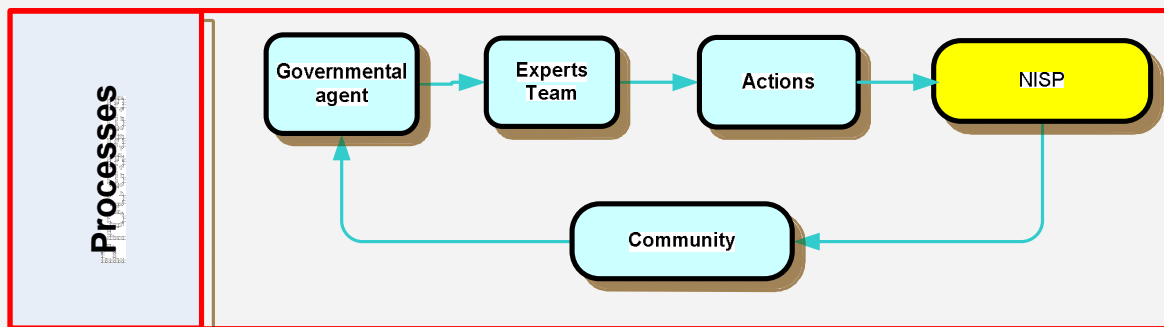 Processes
Governmental
agent
Experts
Team
Actions
NISP
Community